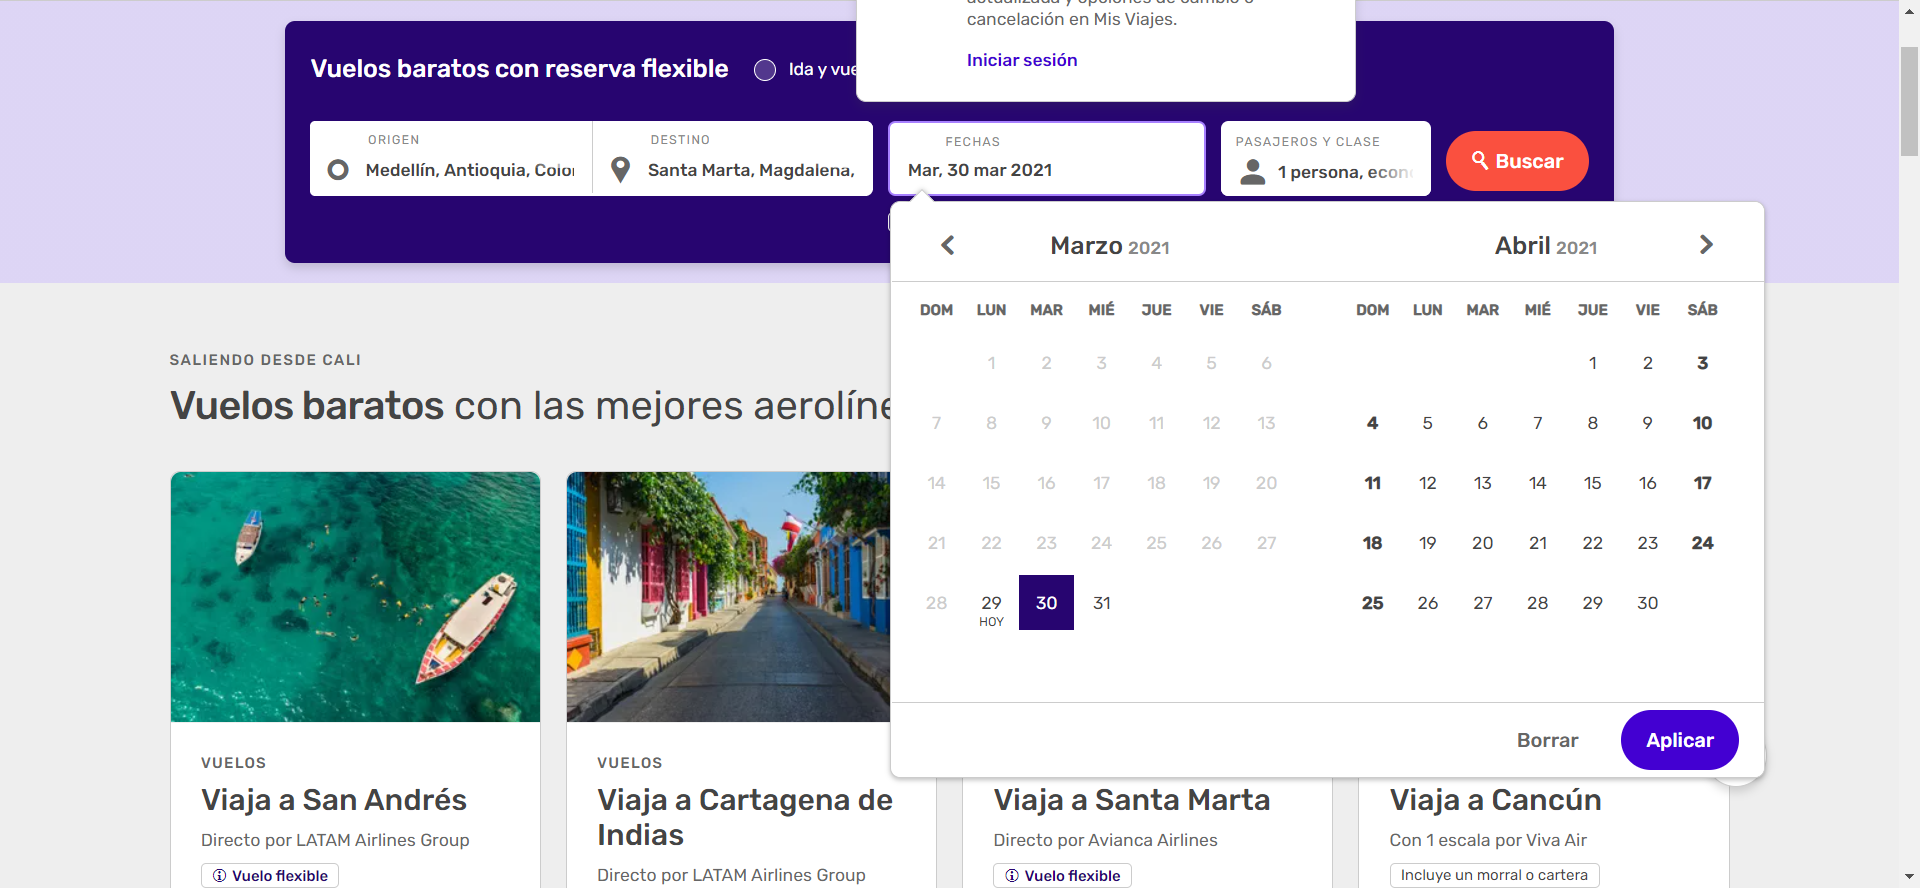 cancelación en Mis Viajes.
Iniciar sesión
Vuelos baratos con reserva flexible
Ida y vue
ORIGEN
Medellín, Antioquia, Color
DESTINO
Santa Marta, Magdalena,
FECHAS
Mar, 30 mar 2021
PASAJEROS Y CLASE
1 persona, econ
Buscar
Marzo 2021
DOM LUN MAR MIÉ JUE VIE SÁB
1 2 3 4 5 6
7 8 9 10 11 12 13
14 15 16 17 18 19 20
21 22 23 24 25 26 27
28 29 30 31
HOY
Abril 2021
DOM LUN MAR MIÉ JUE VIE SÁB
1 2 3
4 5 6 7 8 9 10
11 12 13 14 15 16 17
18 19 20 21 22 23 24
25 26 27 28 29 30
Borrar
Aplicar
SALIENDO DESDE CALI
Vuelos baratos con las mejores aerolíne
VUELOS
Viaja a San Andrés
Directo por LATAM Airlines Group
Vuelo flexible
VUELOS
Viaja a Cartagena de
Indias
Directo por LATAM Airlines Group
Viaja a Santa Marta
Directo por Avianca Airlines
Vuelo flexible
Viaja a Cancún
Con 1 escala por Viva Air
Incluye un morral o cartera